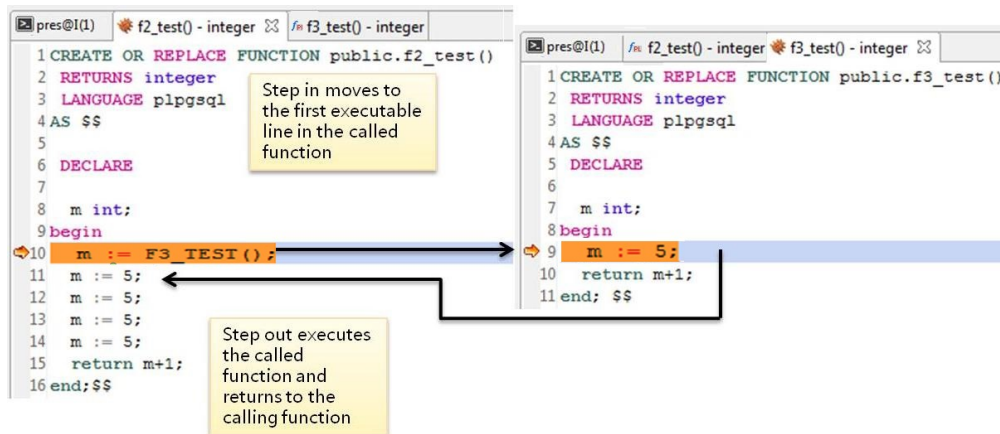 pres@I(1) f2_test() - integer f3_test() - integer
1 CREATE OR REPLACE FUNCTION public.f2_test()
2 RETURNS integer
3 LANGUAGE plpgsql
4 AS $$
5
6 DECLARE
7
8 m int;
9 begin
10 m := F3_TEST();
11 m := 5;
12 m := 5;
13 m := 5;
14 m := 5;
15 return m+1;
16 end;$$
Step in moves to
the first executable
line in the called
function
Step out executes
the called
function and
returns to the
calling function
pres@I(1) f2_test() - integer f3_test() - integer
1 CREATE OR REPLACE FUNCTION public.f3_test()
2 RETURNS integer
3 LANGUAGE plpgsql
4 AS $$
5 DECLARE
6
7 m int;
8 begin
9 m := 5;
10 return m+1;
11 end; $$